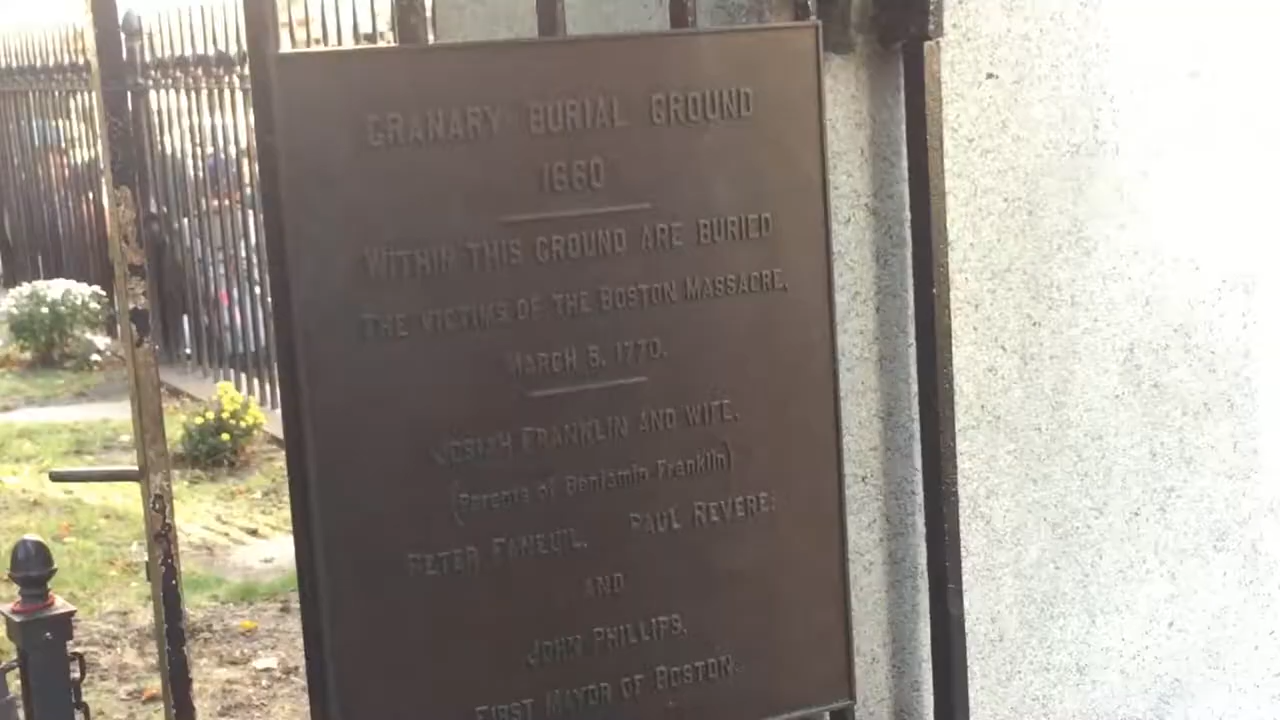 GRANARY BURIAL GROUND
1660
WITHIN THIS GROUND ARE BURIED
THE VICTIMS OF THE BOSTON MASSACRE,
MARCH 5, 1770.
JOSIAH FRANKLIN AND WIFE,
(Parents of Benjamin Franklin)
PETER FANEUIL, PAUL REVERE;
AND
JOHN PHILLIPS,
FIRST MAYOR OF BOSTON.